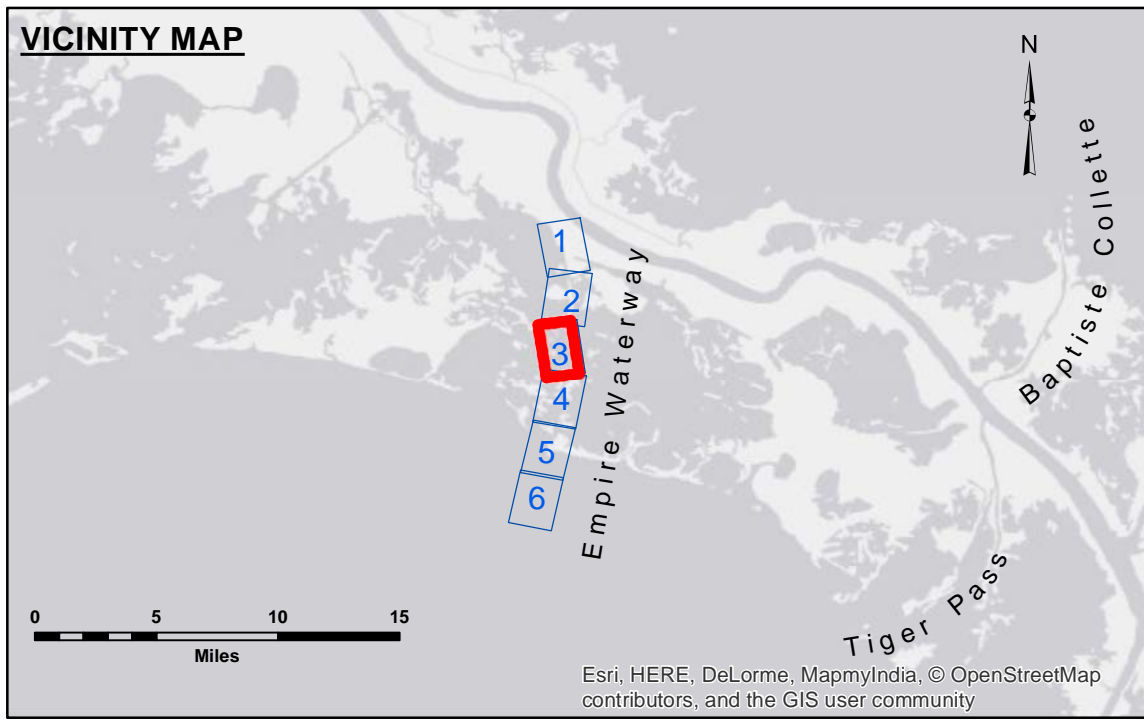 VICINITY MAP
N
Baptiste Collette
1
2
3
4
5
6
Empire Waterway
Tiger Pass
0 5 10 15
Miles
Esri, HERE, DeLorme, MapmyIndia, © OpenStreetMap
contributors, and the GIS user community